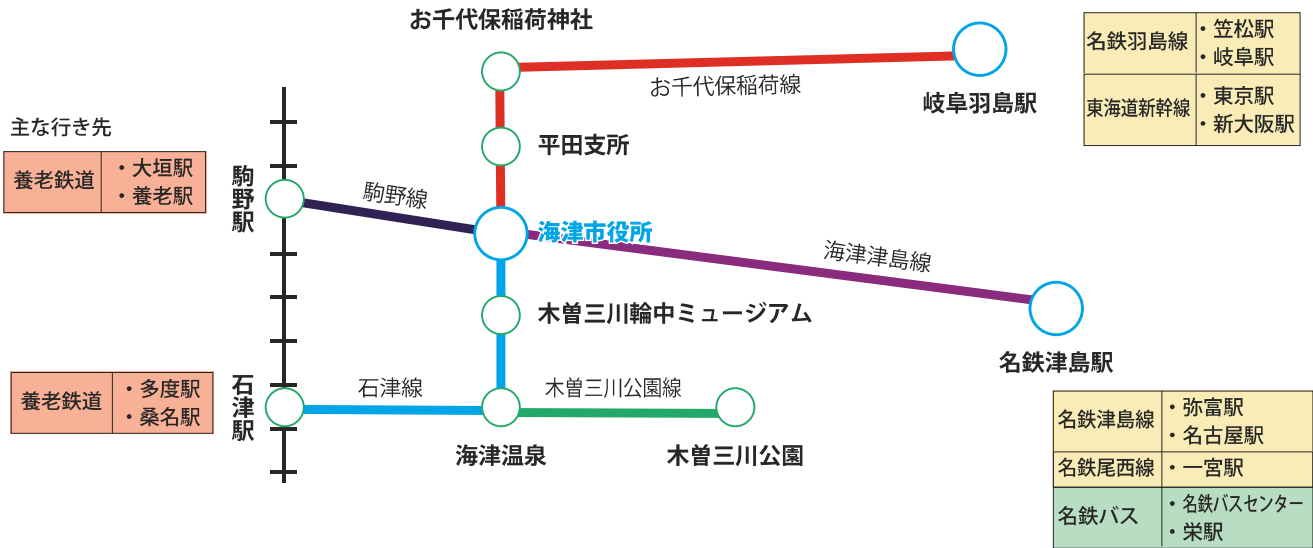 お千代保稲荷神社
お千代保稲荷線
岐阜羽島駅
名鉄羽島線
・笠松駅
・岐阜駅
東海道新幹線
・東京駅
・新大阪駅
主な行き先
養老鉄道
・大垣駅
・養老駅
駒野駅
駒野線
平田支所
海津市役所
海津津島線
木曽三川輪中ミュージアム
名鉄津島駅
養老鉄道
・多度駅
・桑名駅
石津駅
石津線
木曽三川公園線
海津温泉
木曽三川公園
名鉄津島線
・弥富駅
・名古屋駅
名鉄尾西線
・一宮駅
名鉄バス
・名鉄バスセンター
・栄駅